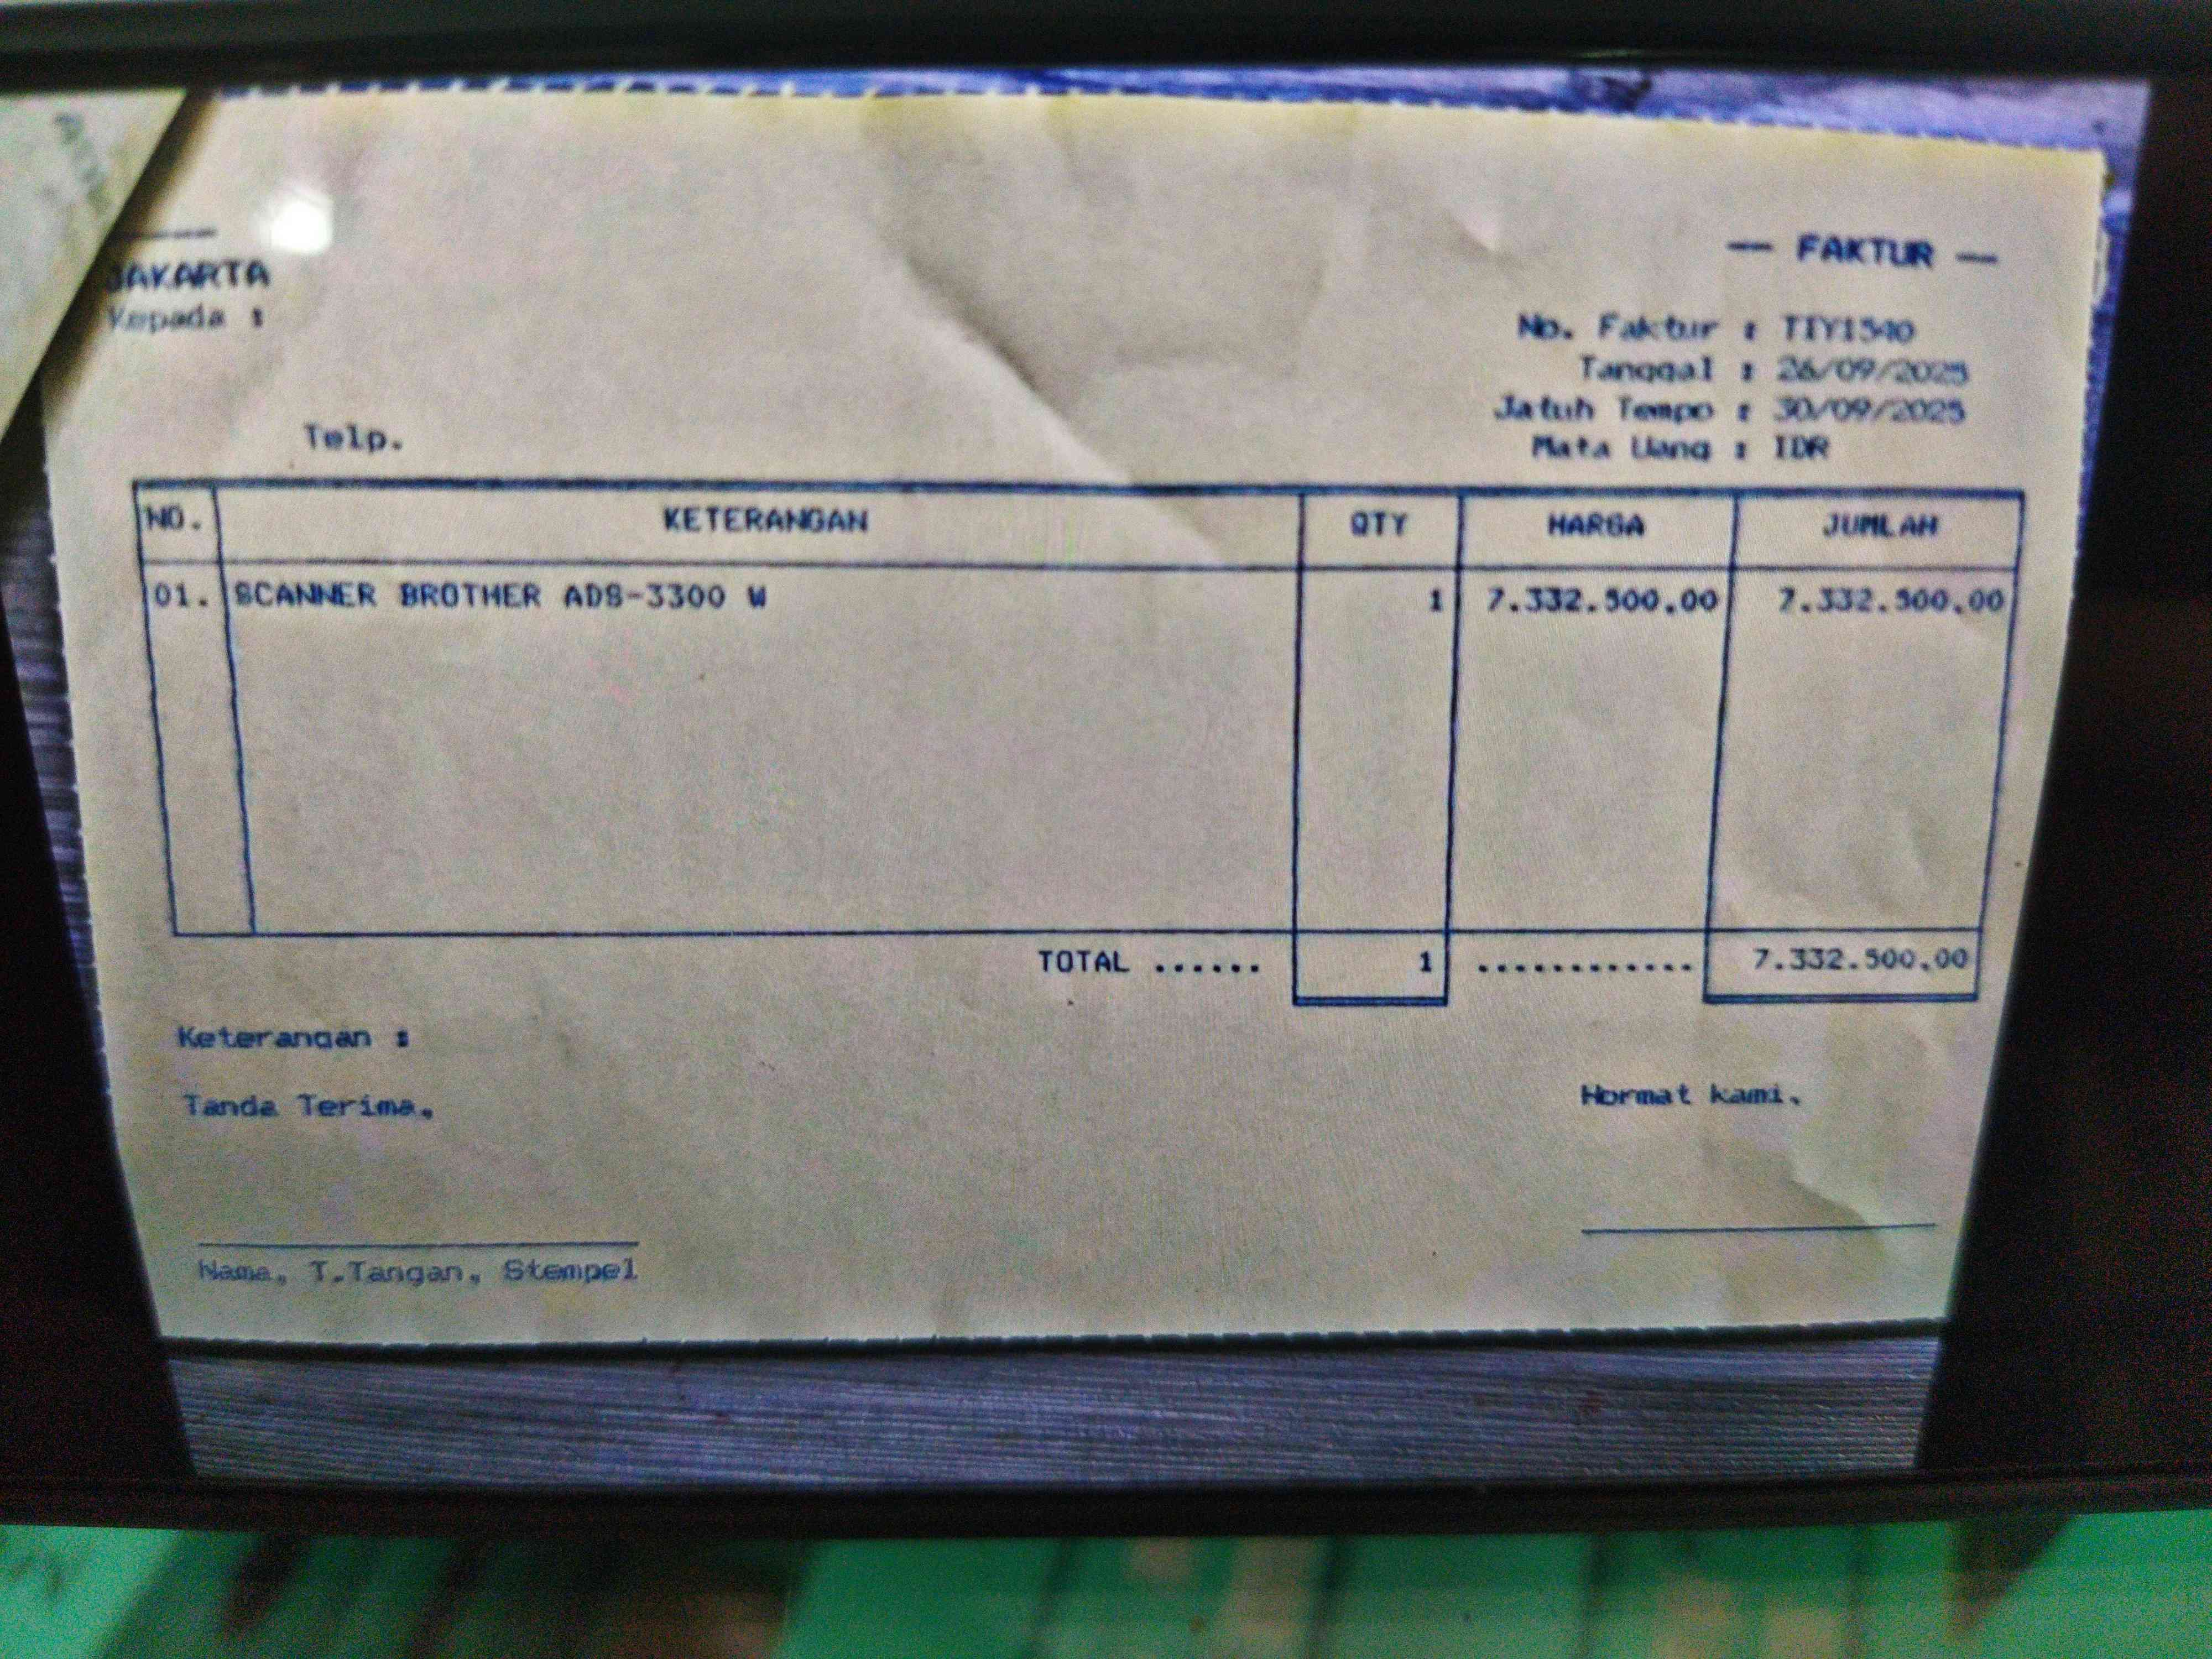 JAKARTA
Kepada :
Telp.
— FAKTUR —
No. Faktur : TIY1540
Tanggal : 26/09/2025
Jatuh Tempo : 30/09/2025
Mata Uang : IDR
NO. KETERANGAN QTY HARGA JUMLAH
01. SCANNER BROTHER ADS-3300 W 1 7.332.500,00 7.332.500,00
TOTAL ...... 1 ............ 7.332.500,00
Keterangan :
Tanda Terima,
Hormat kami,
Nama, T.Tangan, Stempel